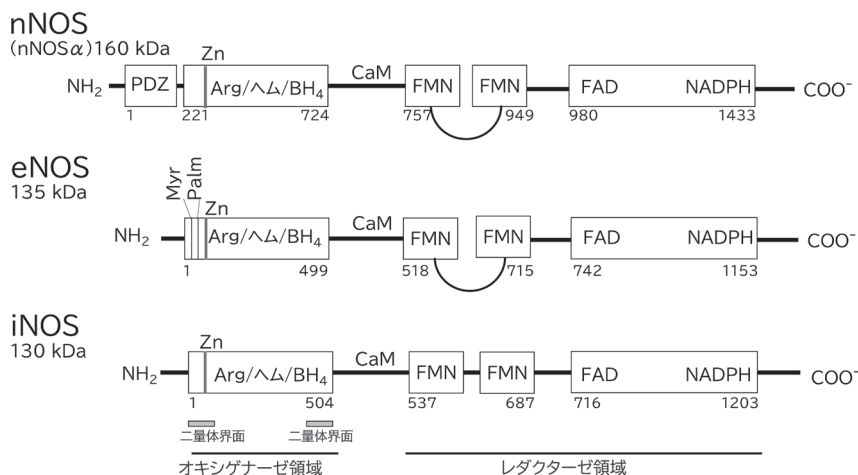 nNOS
(nNOSα)160 kDa
Zn
NH₂ PDZ Arg/ヘム/BH₄ CaM FMN FMN FAD NADPH COO⁻
1 221 724 757 949 980 1433
eNOS
135 kDa
Myr
Palm
Zn
NH₂ Arg/ヘム/BH₄ CaM FMN FMN FAD NADPH COO⁻
1 499 518 715 742 1153
iNOS
130 kDa
Zn
NH₂ Arg/ヘム/BH₄ CaM FMN FMN FAD NADPH COO⁻
1 504 537 687 716 1203
二量体界面 二量体界面
オキシゲナーゼ領域 レダクターゼ領域